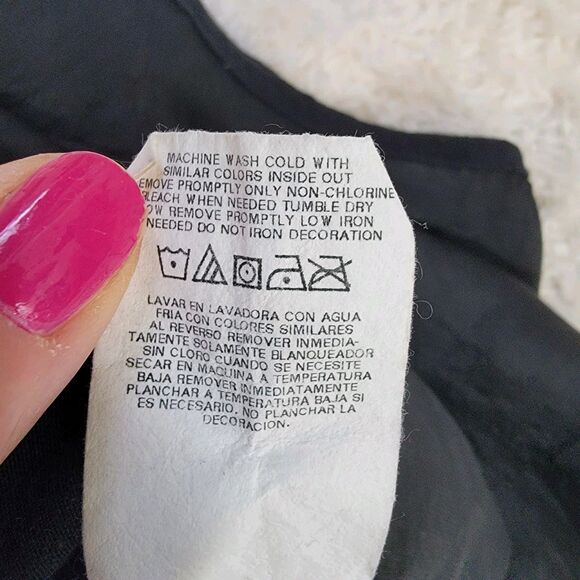 MACHINE WASH COLD WITH
SIMILAR COLORS INSIDE OUT
EMOVE PROMPTLY ONLY NON-CHLORINE
BLEACH WHEN NEEDED TUMBLE DRY
OW REMOVE PROMPTLY LOW IRON
NEEDED DO NOT IRON DECORATION
LAVAR EN LAVADORA CON AGUA
FRIA CON COLORES SIMILARES
AL REVERSO REMOVER INMEDIA-
TAMENTE SOLAMENTE BLANQUEADOR
SIN CLORO CUANDO SE NECESITE
SECAR EN MAQUINA A TEMPERATURA
BAJA REMOVER INMEDIATAMENTE
PLANCHAR A TEMPERATURA BAJA SI
ES NECESARIO. NO PLANCHAR LA
DECORACION.